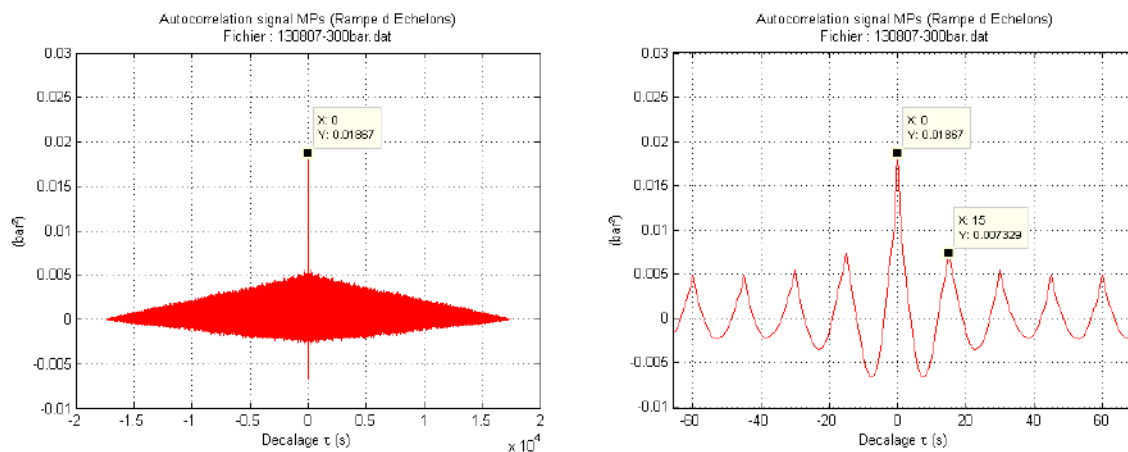 Autocorrelation signal MPs (Rampe d Echelons)
Fichier : 130807-300bar.dat
0.03
0.025
0.02
0.015
0.01
0.005
0
-0.005
-0.01
(bar²)
X: 0
Y: 0.01867
-2 -1.5 -1 -0.5 0 0.5 1 1.5 2
x 10⁴
Decalage τ (s)
Autocorrelation signal MPs (Rampe d Echelons)
Fichier : 130807-300bar.dat
0.03
0.025
0.02
0.015
0.01
0.005
0
-0.005
-0.01
(bar²)
X: 0
Y: 0.01867
X: 15
Y: 0.007329
-60 -40 -20 0 20 40 60
Decalage τ (s)